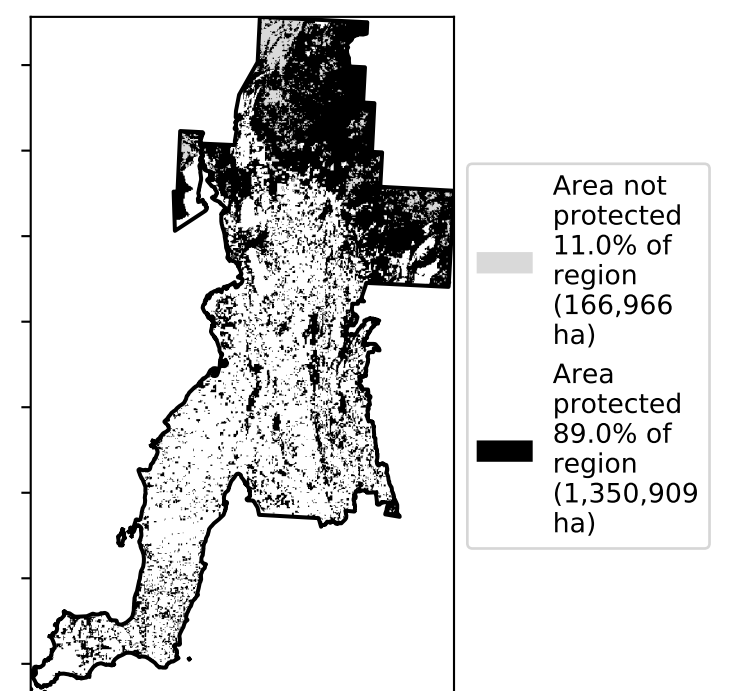 Area not
protected
11.0% of
region
(166,966
ha)
Area
protected
89.0% of
region
(1,350,909
ha)